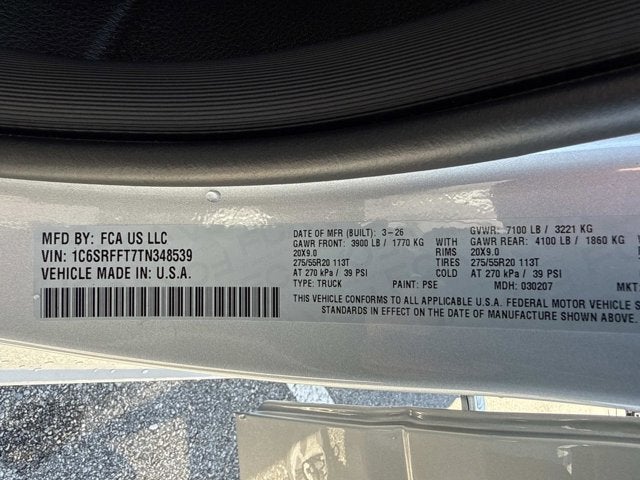 MFD BY: FCA US LLC
VIN: 1C6SRFFT7TN348539
VEHICLE MADE IN: U.S.A.
DATE OF MFR (BUILT): 3-26 GVWR: 7100 LB / 3221 KG
GAWR FRONT: 3900 LB / 1770 KG WITH GAWR REAR: 4100 LB / 1860 KG
20X9.0 RIMS 20X9.0
275/55R20 113T TIRES 275/55R20 113T
AT 270 kPa / 39 PSI COLD AT 270 kPa / 39 PSI
TYPE: TRUCK PAINT: PSE MDH: 030207 MKT:
THIS VEHICLE CONFORMS TO ALL APPLICABLE U.S.A. FEDERAL MOTOR VEHICLE S
STANDARDS IN EFFECT ON THE DATE OF MANUFACTURE SHOWN ABOVE.